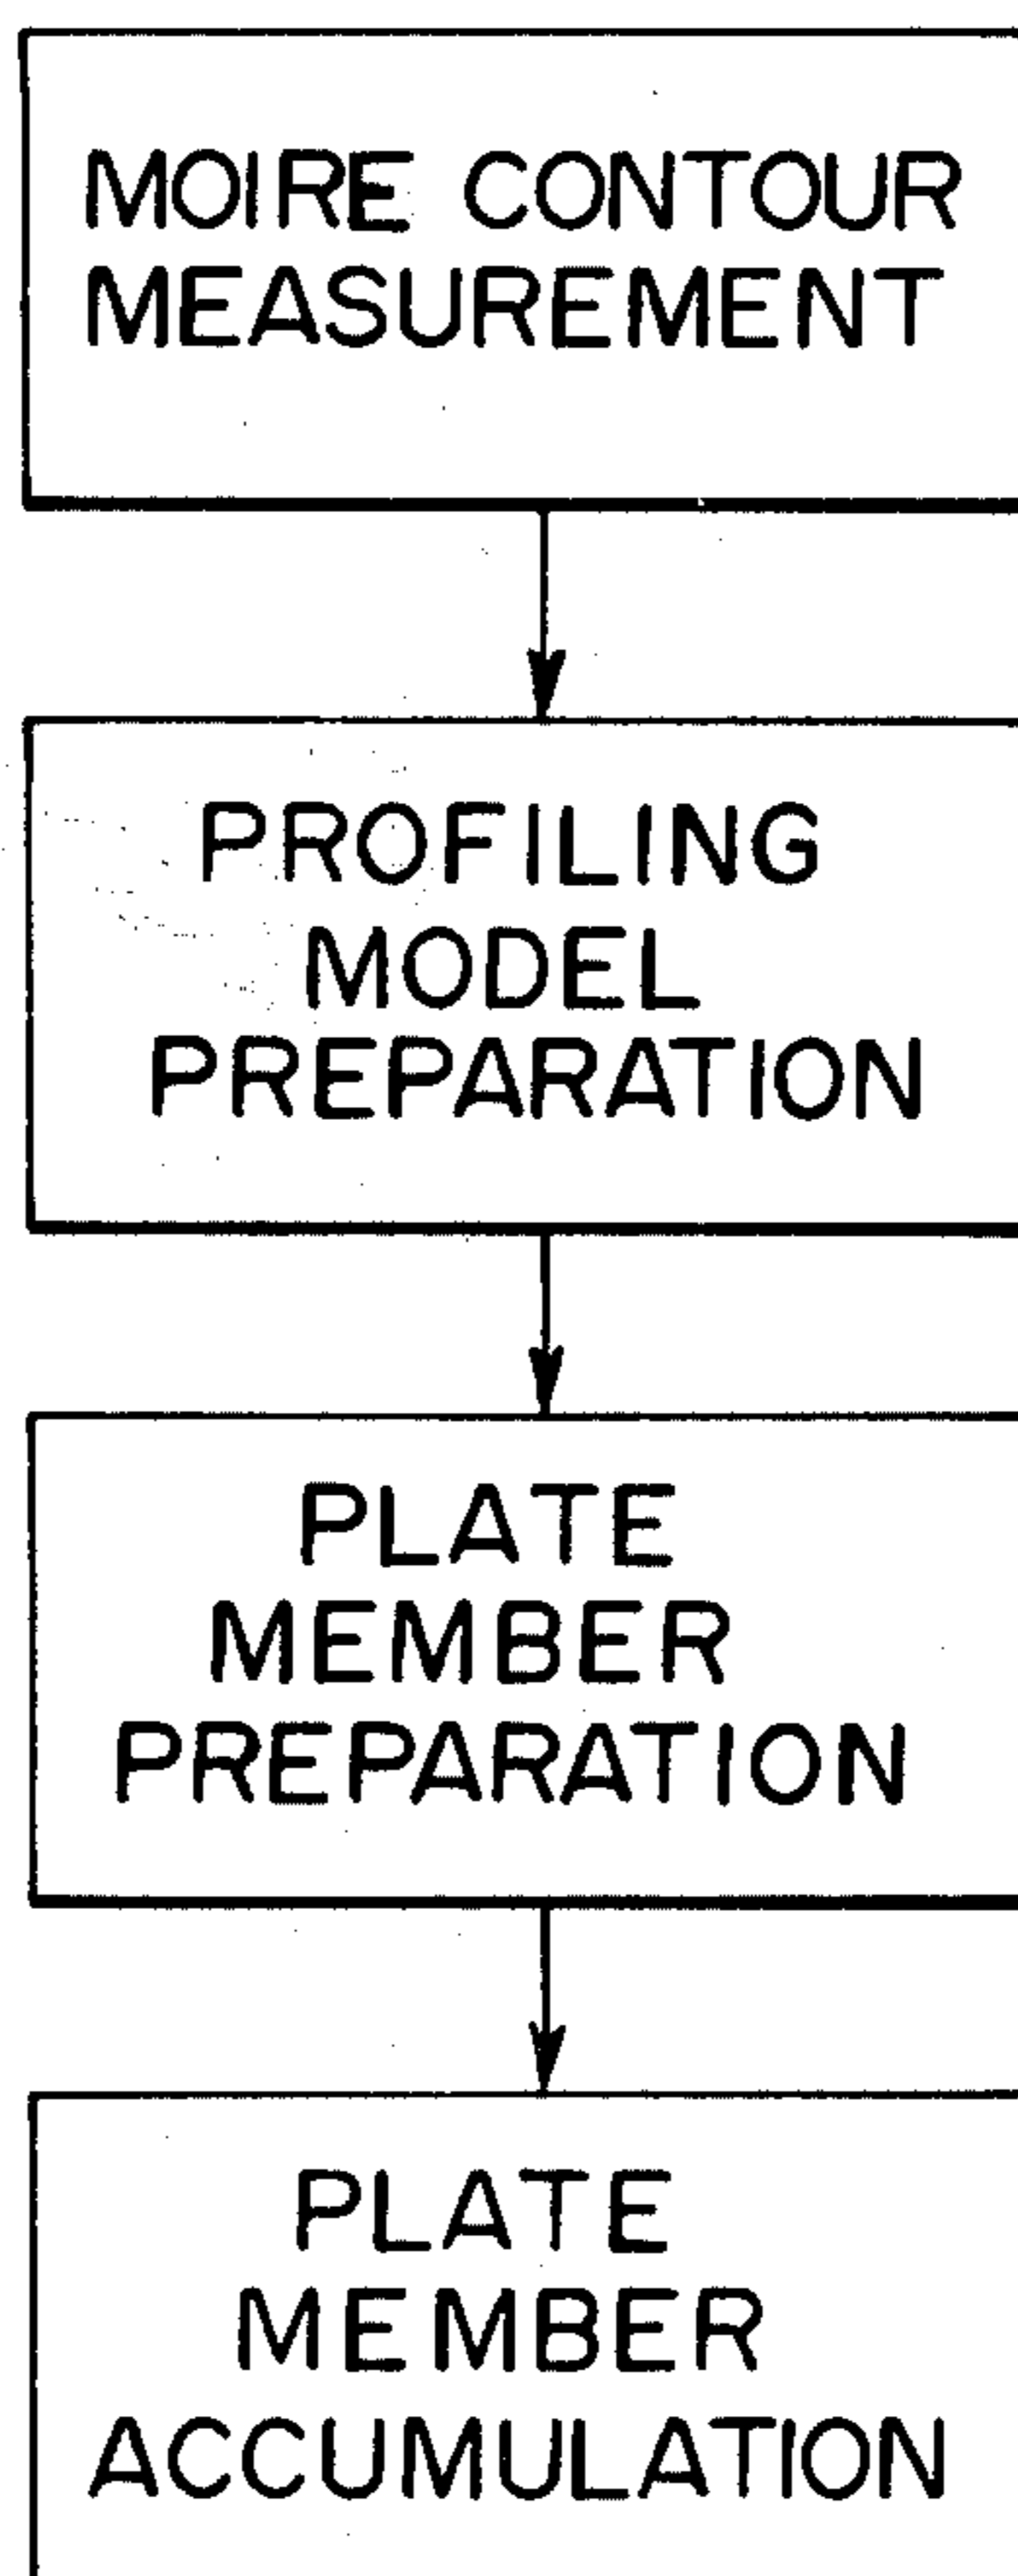 MOIRE CONTOUR
MEASUREMENT
PROFILING
MODEL
PREPARATION
PLATE
MEMBER
PREPARATION
PLATE
MEMBER
ACCUMULATION